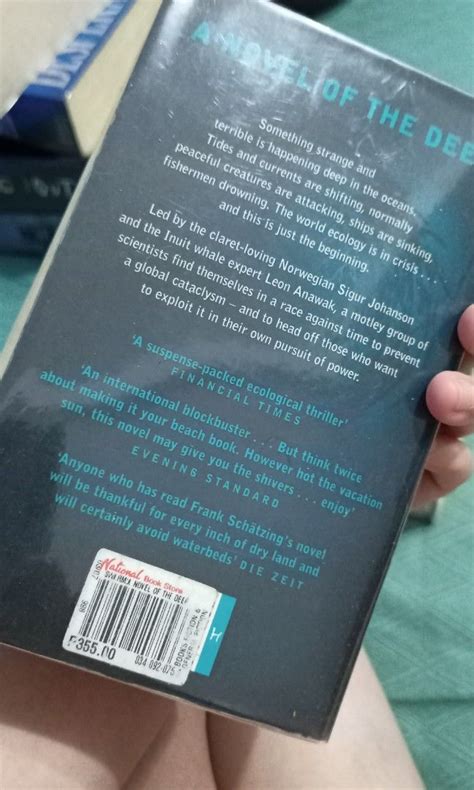 A NOVEL OF THE DEE
Something strange and
terrible is happening deep in the oceans.
Tides and currents are shifting, normally
peaceful creatures are attacking, ships are sinking,
fishermen drowning. The world ecology is in crisis . . . .
and this is just the beginning.
Led by the claret-loving Norwegian Sigur Johanson
and the Inuit whale expert Leon Anawak, a motley group of
scientists find themselves in a race against time to prevent
a global cataclysm – and to head off those who want
to exploit it in their own pursuit of power.
'A suspense-packed ecological thriller'
FINANCIAL TIMES
'An international blockbuster . . . But think twice
about making it your beach book. However hot the vacation
sun, this novel may give you the shivers . . . enjoy'
EVENING STANDARD
'Anyone who has read Frank Schätzing's novel
will be thankful for every inch of dry land and
will certainly avoid waterbeds' DIE ZEIT
National Book Store
A NOVEL OF THE DEE
₱355.00
H